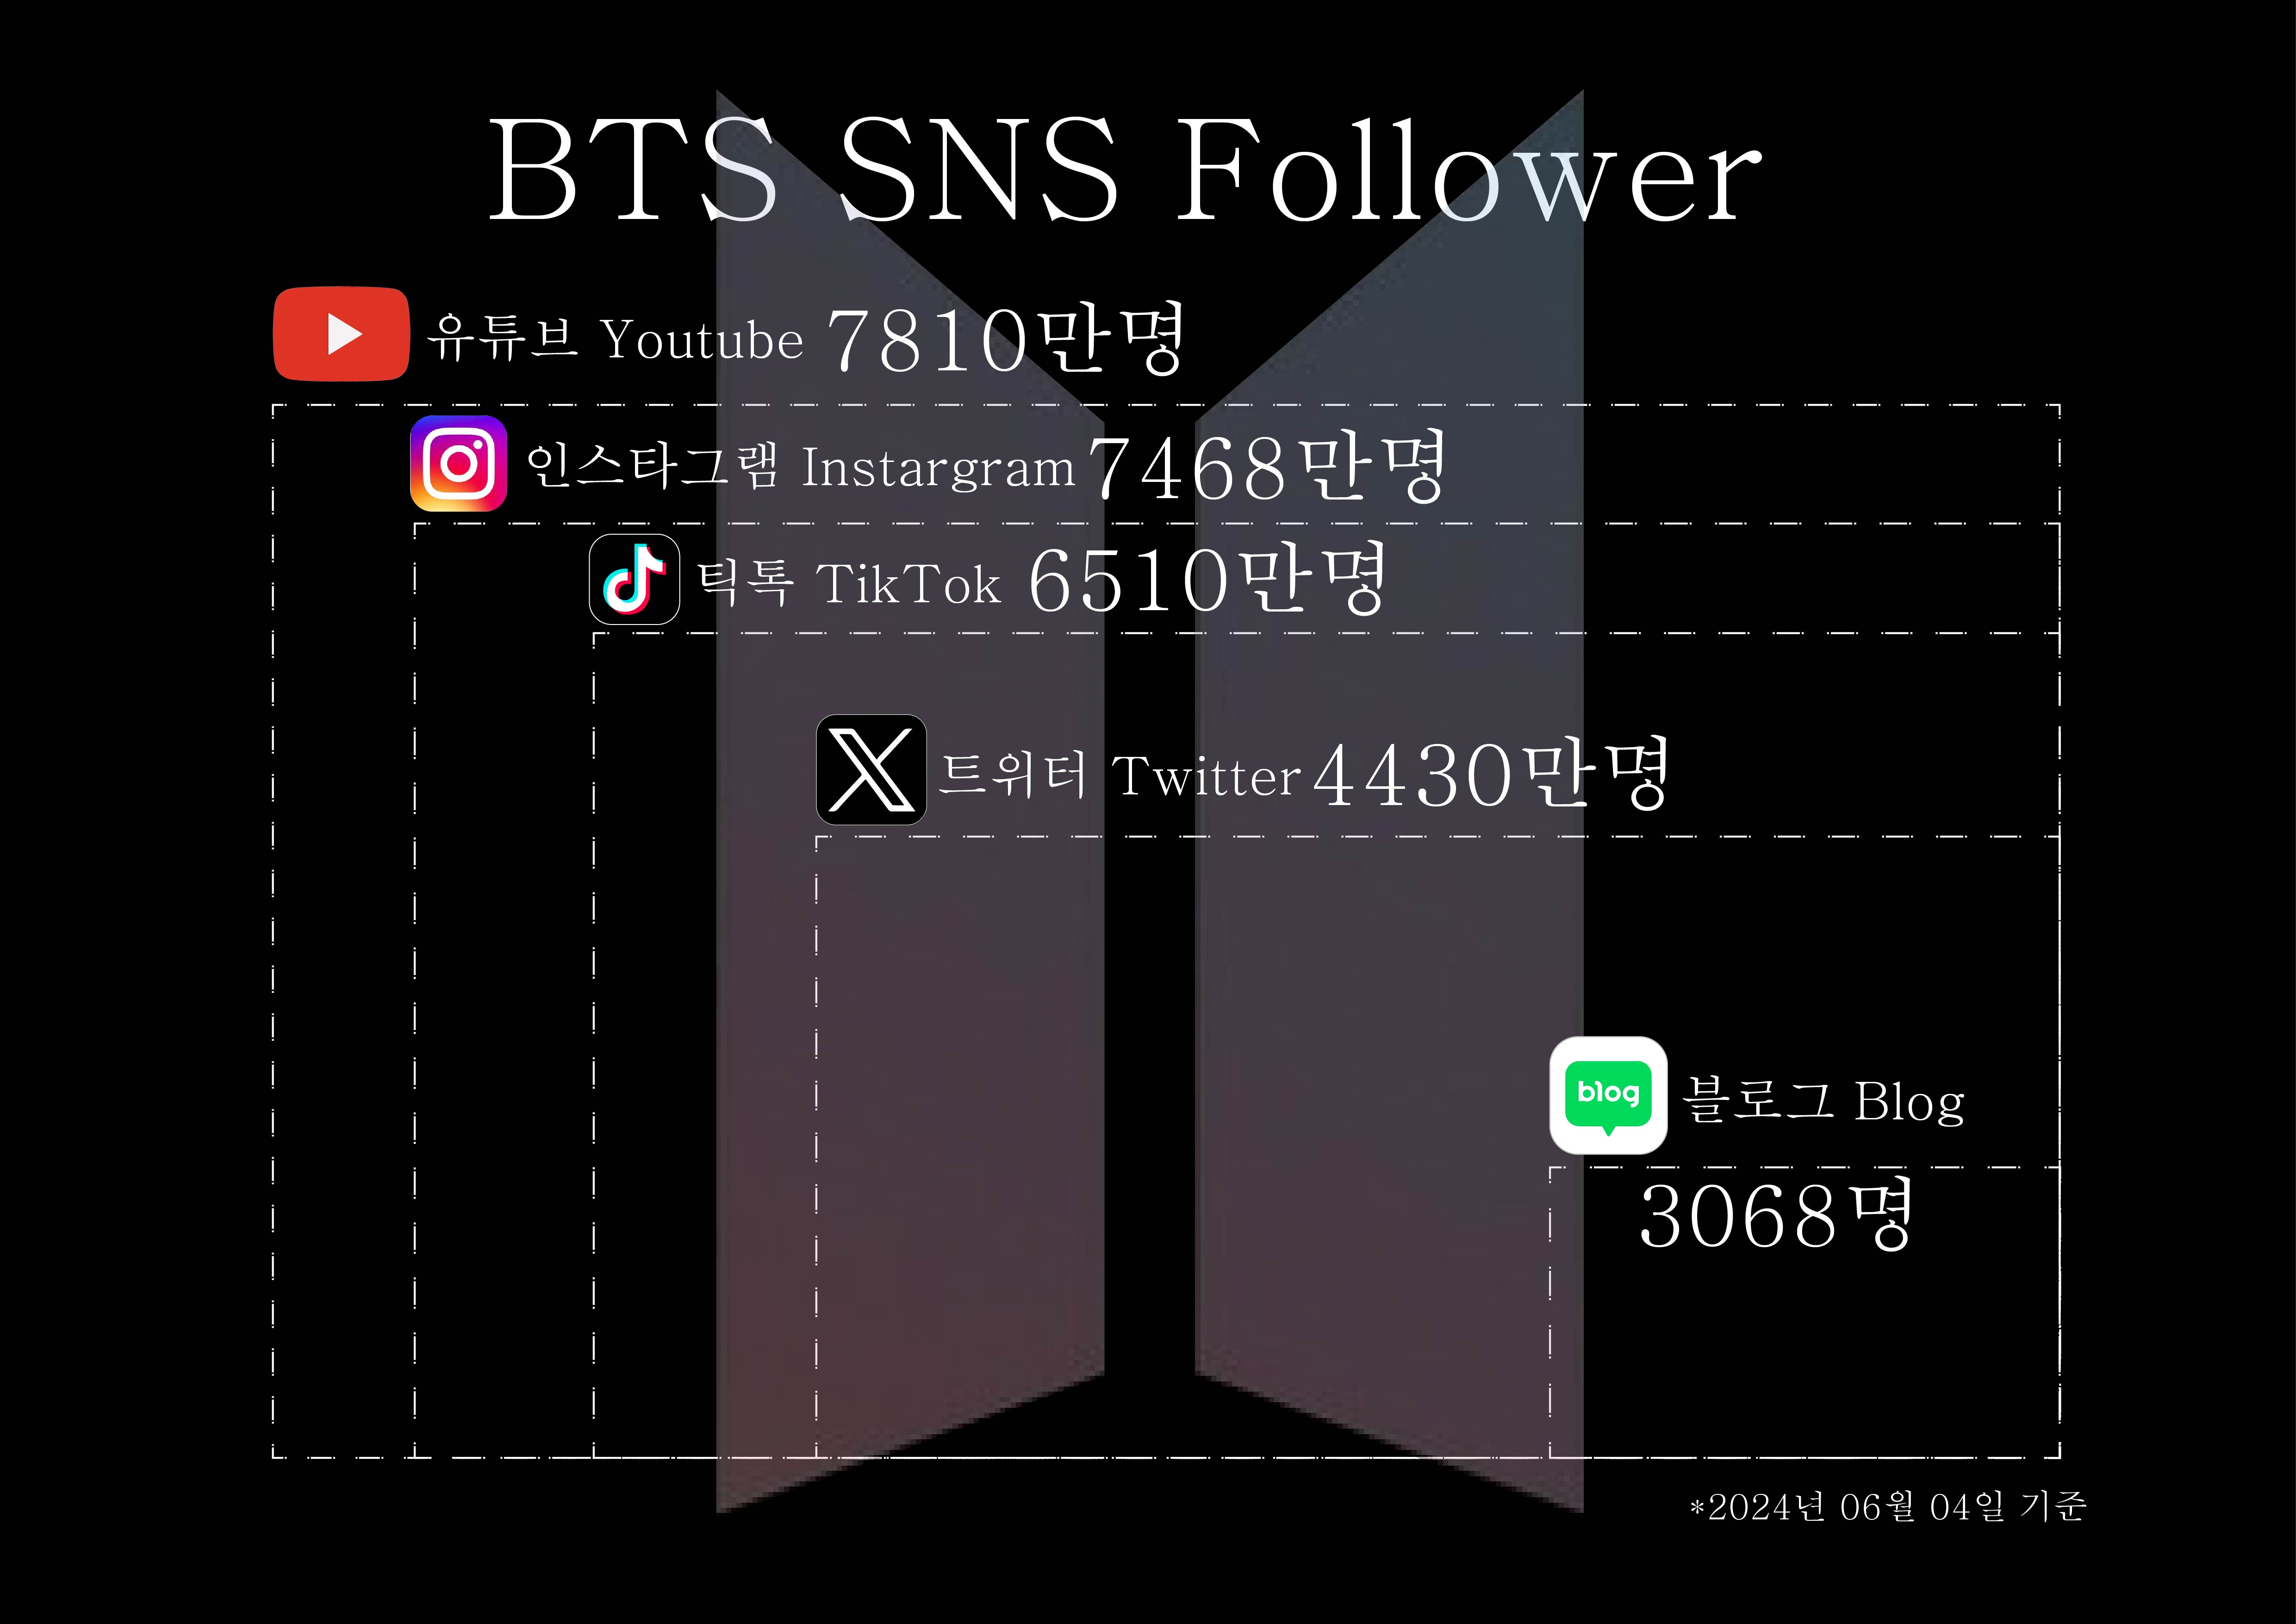 BTS SNS Follower
유튜브 Youtube 7810만명
인스타그램 Instargram 7468만명
틱톡 TikTok 6510만명
트위터 Twitter 4430만명
blog 블로그 Blog
3068명
*2024년 06월 04일 기준